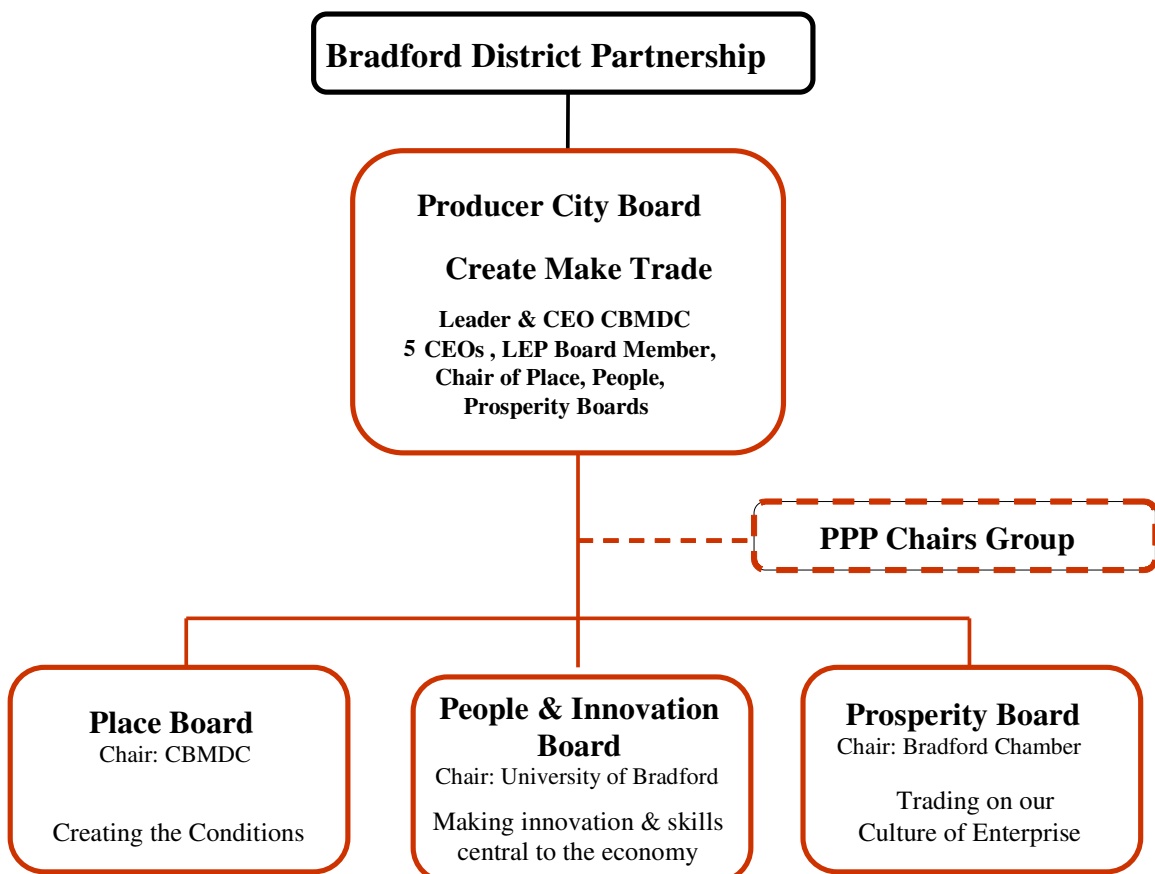 Bradford District Partnership
Producer City Board
Create Make Trade
Leader & CEO CBMDC
5 CEOs , LEP Board Member,
Chair of Place, People,
Prosperity Boards
PPP Chairs Group
Place Board
Chair: CBMDC
Creating the Conditions
People & Innovation
Board
Chair: University of Bradford
Making innovation & skills
central to the economy
Prosperity Board
Chair: Bradford Chamber
Trading on our
Culture of Enterprise